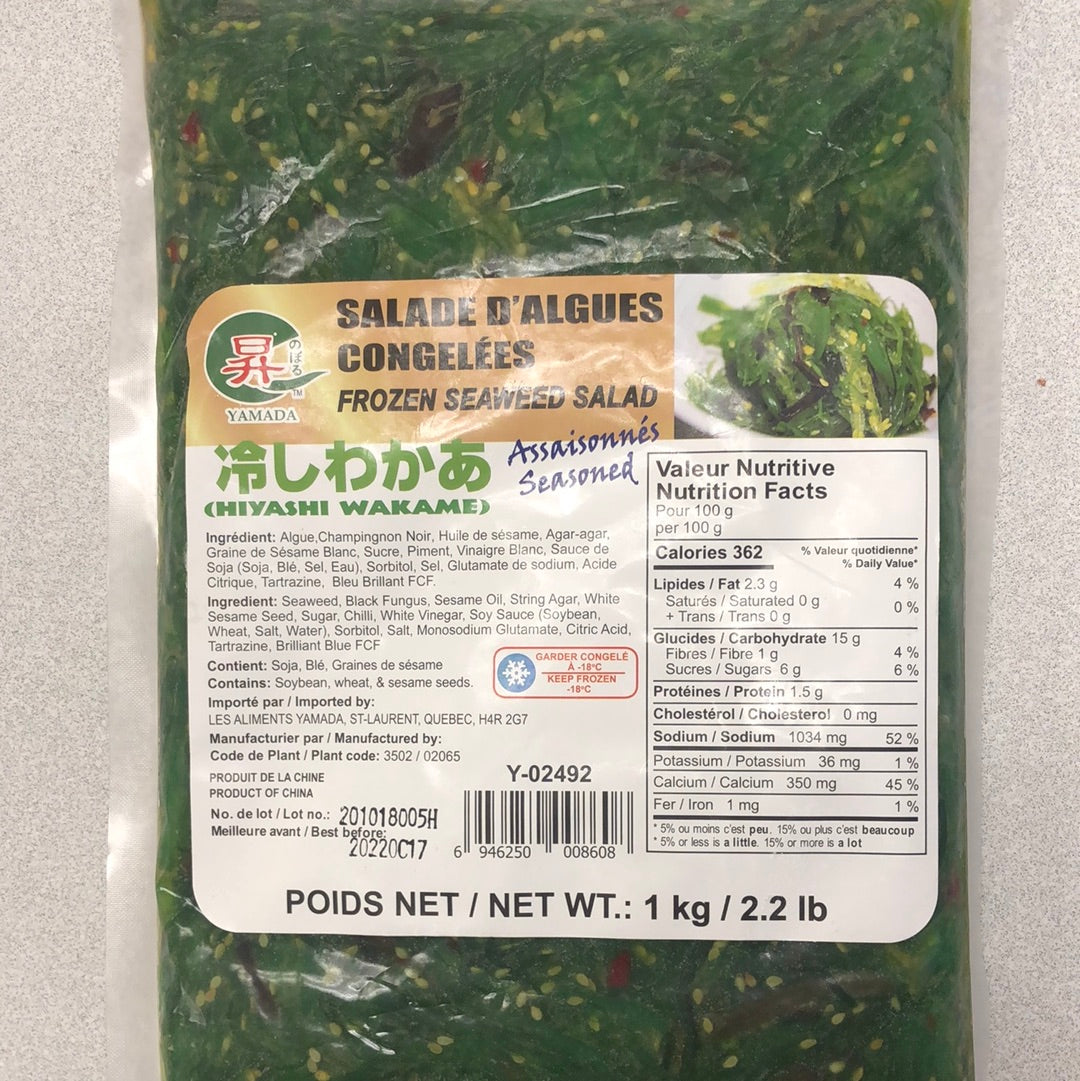 SALADE D'ALGUES
CONGELÉES
FROZEN SEAWEED SALAD
昇
のぼる
TM
YAMADA
冷しわかあ
(HIYASHI WAKAME)
Assaisonnés
Seasoned
Ingrédient: Algue,Champingnon Noir, Huile de sésame, Agar-agar,
Graine de Sésame Blanc, Sucre, Piment, Vinaigre Blanc, Sauce de
Soja (Soja, Blé, Sel, Eau), Sorbitol, Sel, Glutamate de sodium, Acide
Citrique, Tartrazine, Bleu Brillant FCF.
Ingredient: Seaweed, Black Fungus, Sesame Oil, String Agar, White
Sesame Seed, Sugar, Chilli, White Vinegar, Soy Sauce (Soybean,
Wheat, Salt, Water), Sorbitol, Salt, Monosodium Glutamate, Citric Acid,
Tartrazine, Brilliant Blue FCF
Contient: Soja, Blé, Graines de sésame
Contains: Soybean, wheat, & sesame seeds.
GARDER CONGELÉ
À -18°C
KEEP FROZEN
-18°C
Importé par / Imported by:
LES ALIMENTS YAMADA, ST-LAURENT, QUEBEC, H4R 2G7
Manufacturier par / Manufactured by:
Code de Plant / Plant code: 3502 / 02065
PRODUIT DE LA CHINE
PRODUCT OF CHINA
No. de lot / Lot no.: 201018005H
Meilleure avant / Best before:
20220C17
Y-02492
6 946250 008608
Valeur Nutritive
Nutrition Facts
Pour 100 g
per 100 g
Calories 362 % Valeur quotidienne*
% Daily Value*
Lipides / Fat 2.3 g 4 %
Saturés / Saturated 0 g
+ Trans / Trans 0 g 0 %
Glucides / Carbohydrate 15 g
Fibres / Fibre 1 g 4 %
Sucres / Sugars 6 g 6 %
Protéines / Protein 1.5 g
Cholestérol / Cholesterol 0 mg
Sodium / Sodium 1034 mg 52 %
Potassium / Potassium 36 mg 1 %
Calcium / Calcium 350 mg 45 %
Fer / Iron 1 mg 1 %
* 5% ou moins c'est peu. 15% ou plus c'est beaucoup
* 5% or less is a little. 15% or more is a lot
POIDS NET / NET WT.: 1 kg / 2.2 lb